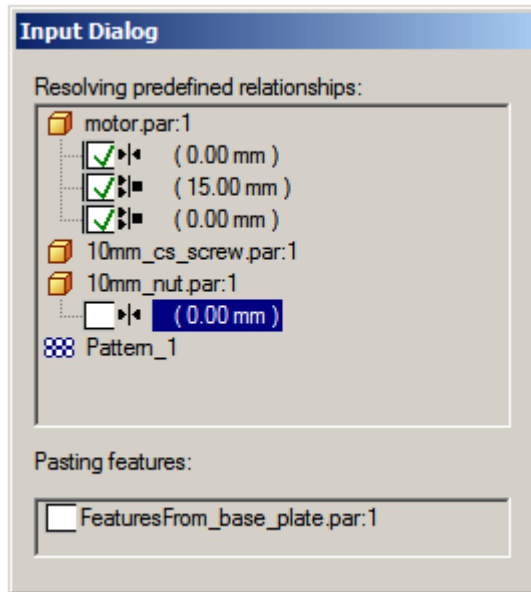 Input Dialog
Resolving predefined relationships:
motor.par:1
( 0.00 mm )
( 15.00 mm )
( 0.00 mm )
10mm_cs_screw.par:1
10mm_nut.par:1
( 0.00 mm )
Pattern_1
Pasting features:
FeaturesFrom_base_plate.par:1